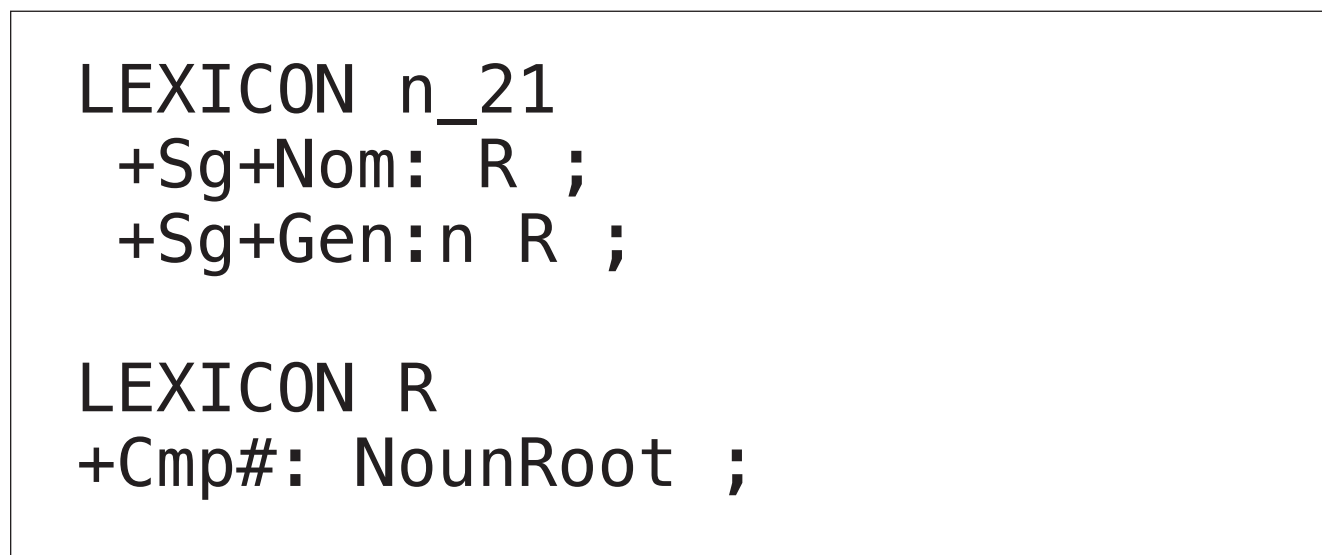 LEXICON n_21
+Sg+Nom: R ;
+Sg+Gen:n R ;
LEXICON R
+Cmp#: NounRoot ;